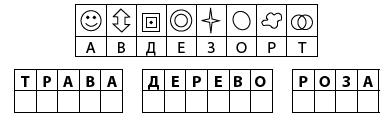 А В Д Е З О Р Т
Т Р А В А Д Е Р Е В О Р О З А